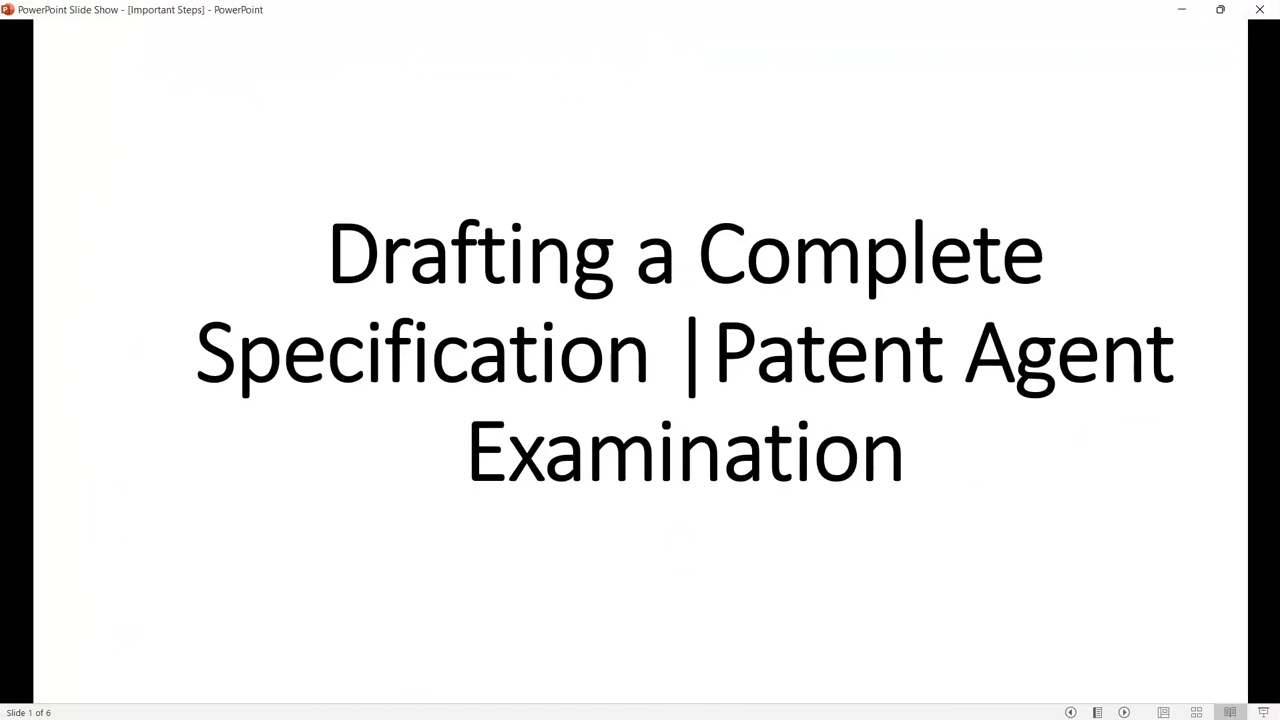 PowerPoint Slide Show - [Important Steps] - PowerPoint
Drafting a Complete
Specification |Patent Agent
Examination
Slide 1 of 6